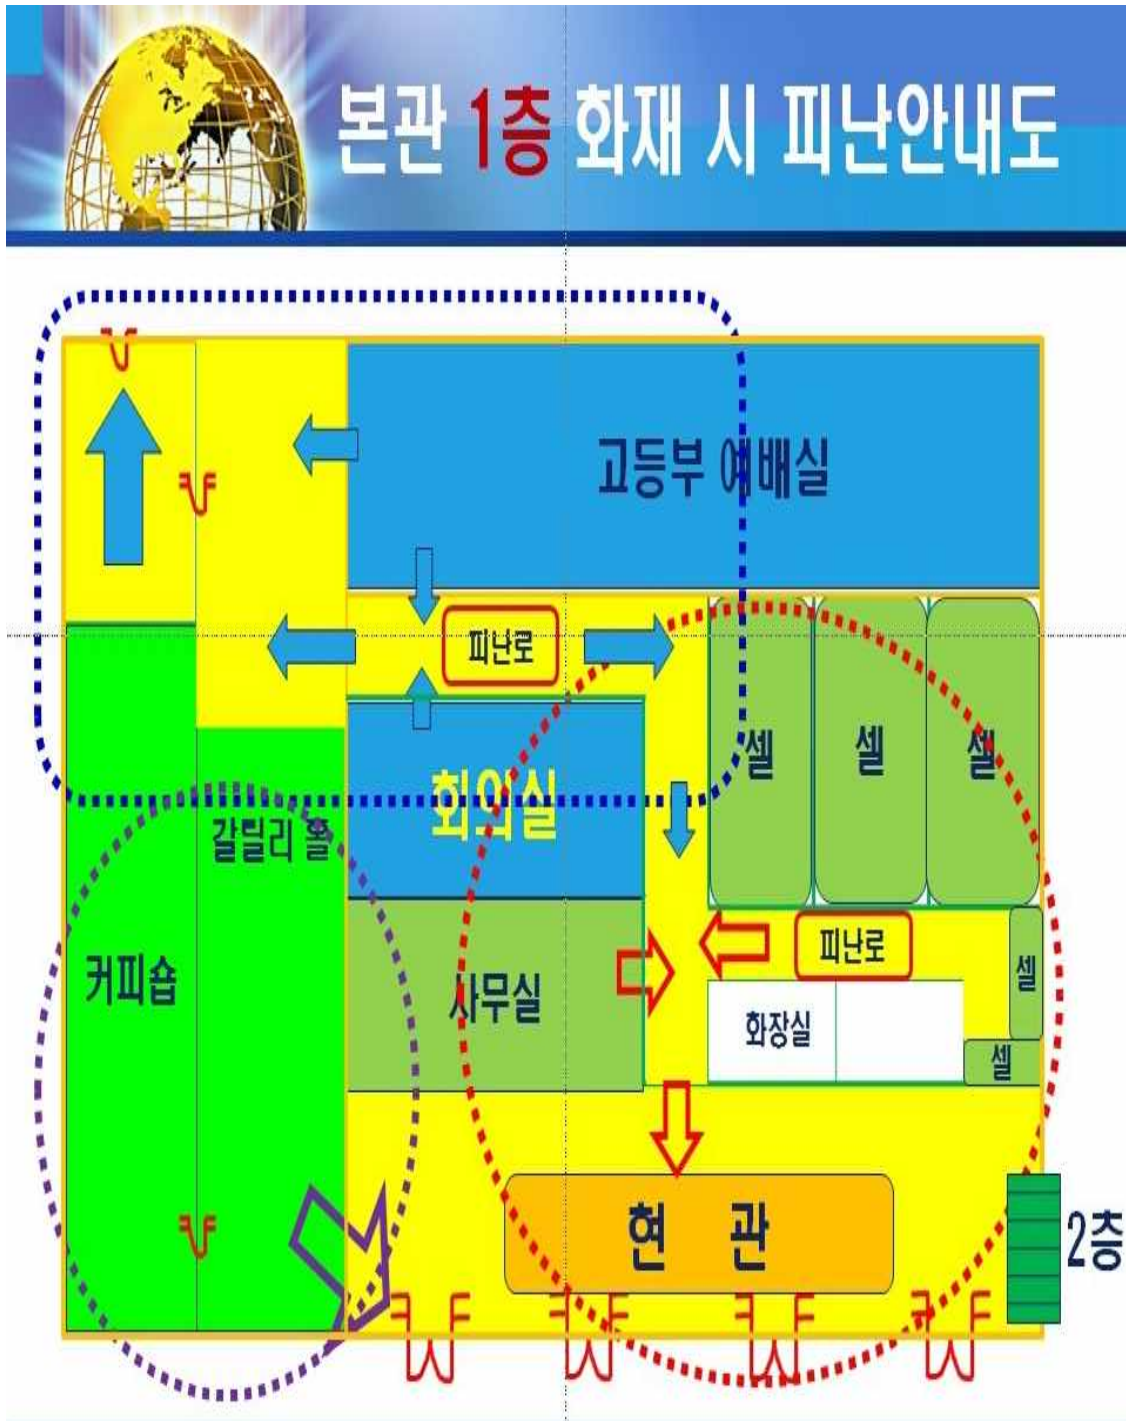 본관 1층 화재 시 피난안내도
고등부 예배실
피난로
셀
셀
셀
회의실
갈릴리 홀
커피숍
사무실
피난로
셀
화장실
셀
현 관
2층